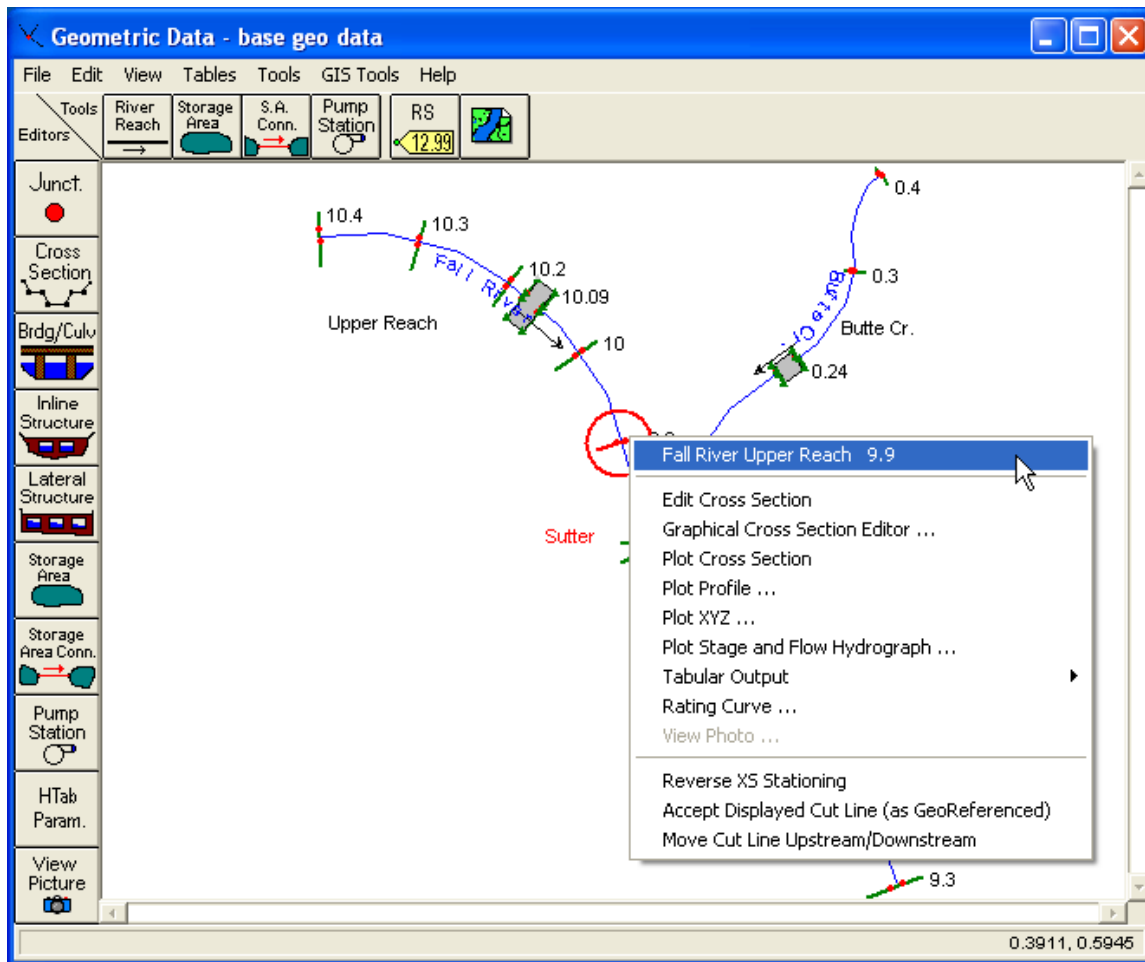 Geometric Data - base geo data
File Edit View Tables Tools GIS Tools Help
Tools
Editors
River
Reach
Storage
Area
S.A.
Conn.
Pump
Station
RS
12.99
Junct.
Cross
Section
Brdg/Culv
Inline
Structure
Lateral
Structure
Storage
Area
Storage
Area Conn.
Pump
Station
HTab
Param.
View
Picture
10.4
10.3
10.2
10.09
Fall River
Upper Reach
10
0.4
0.3
Butte Cr.
Butte Cr.
0.24
Sutter
Fall River Upper Reach 9.9
Edit Cross Section
Graphical Cross Section Editor ...
Plot Cross Section
Plot Profile ...
Plot XYZ ...
Plot Stage and Flow Hydrograph ...
Tabular Output
Rating Curve ...
View Photo ...
Reverse XS Stationing
Accept Displayed Cut Line (as GeoReferenced)
Move Cut Line Upstream/Downstream
9.3
0.3911, 0.5945